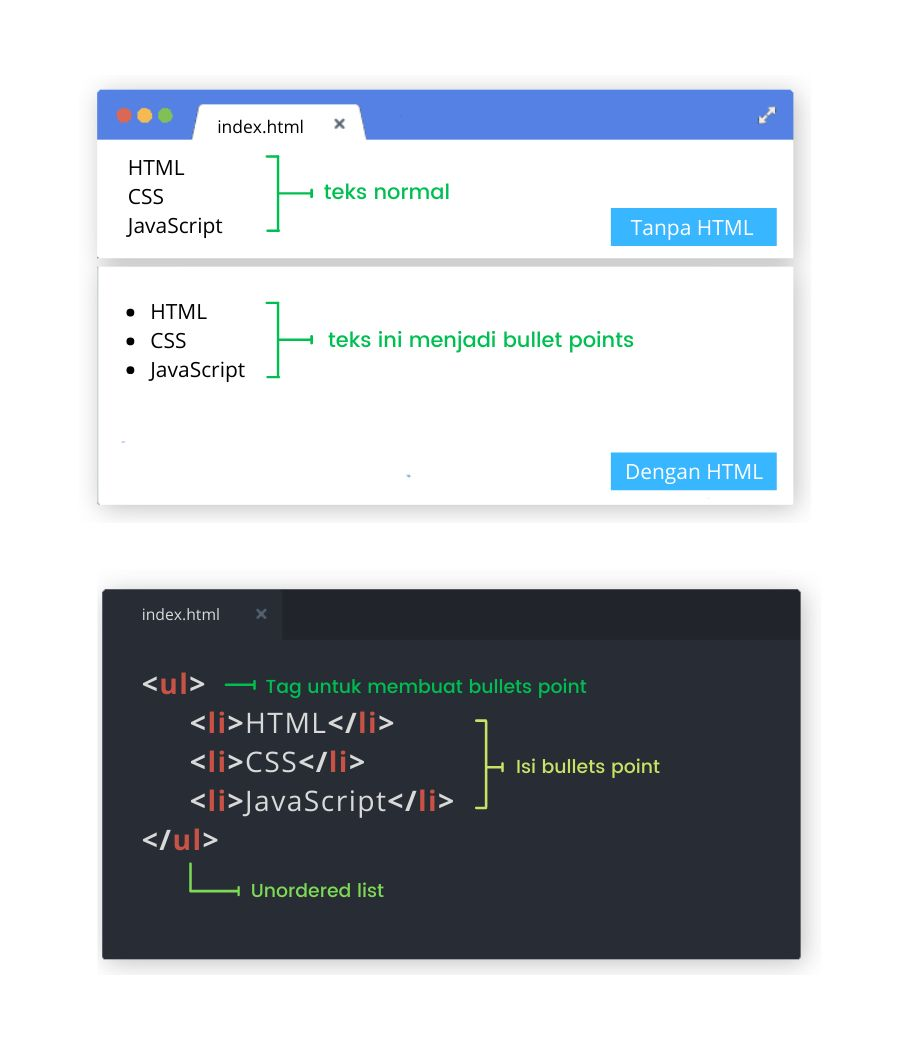 index.html
HTML
CSS
JavaScript
teks normal
Tanpa HTML
• HTML
• CSS
• JavaScript
teks ini menjadi bullet points
Dengan HTML
index.html
<ul>
Tag untuk membuat bullets point
<li>HTML</li>
<li>CSS</li>
<li>JavaScript</li>
Isi bullets point
</ul>
Unordered list